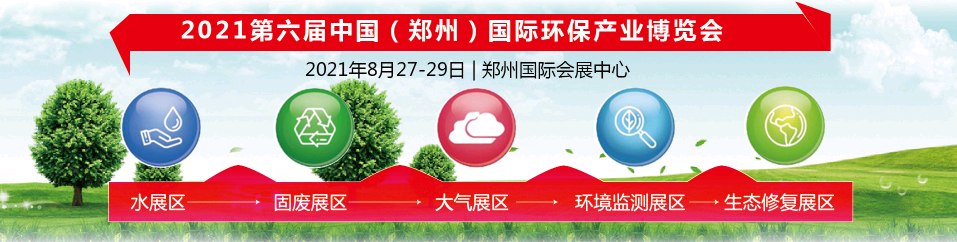 2021第六届中国（郑州）国际环保产业博览会
2021年8月27-29日 | 郑州国际会展中心
水展区 固废展区 大气展区 环境监测展区 生态修复展区